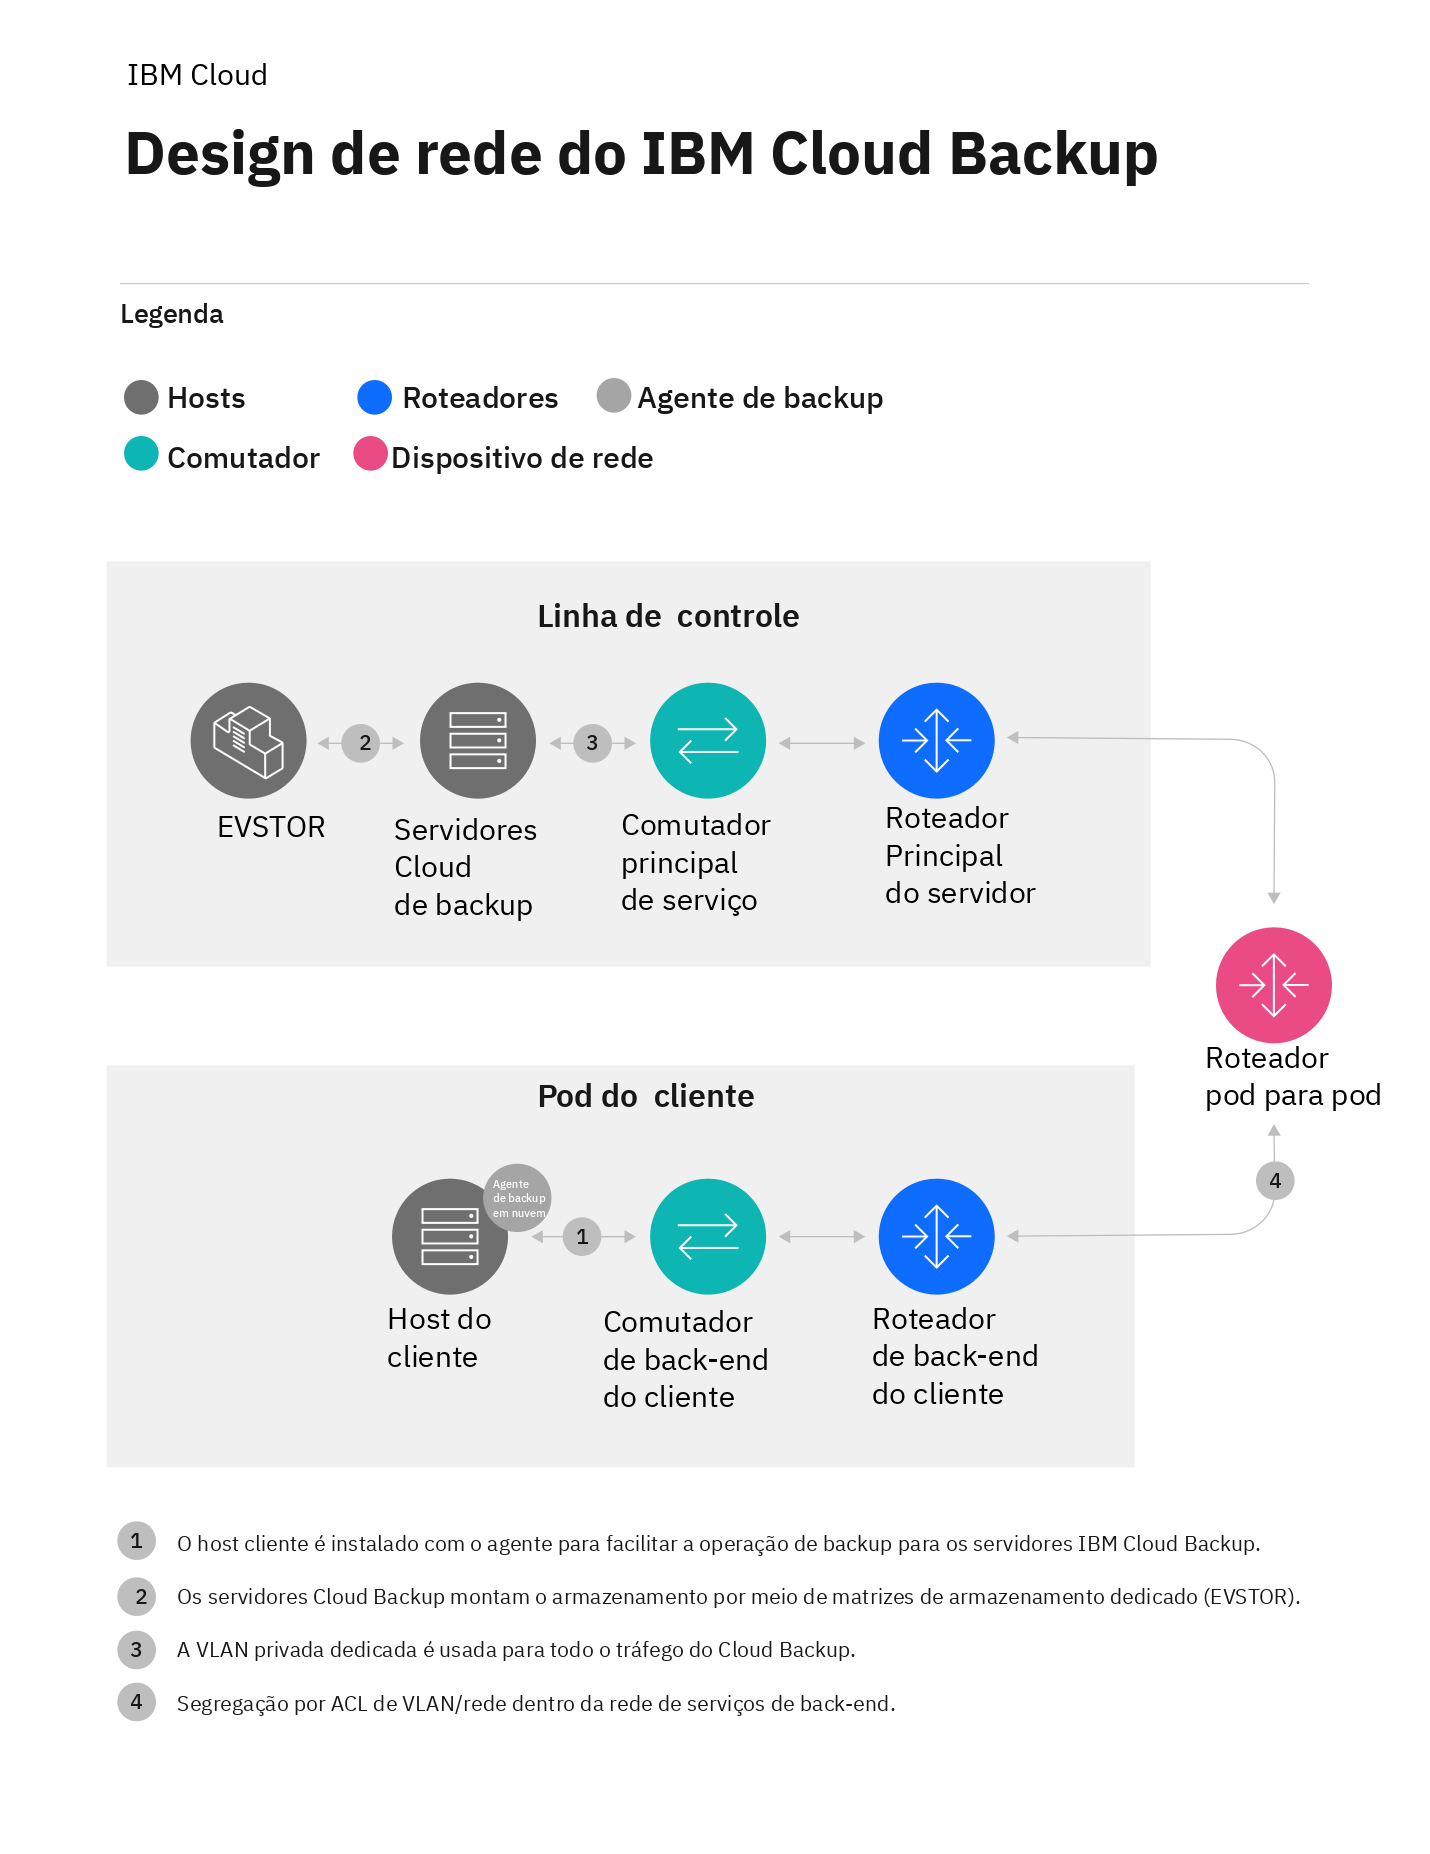 IBM Cloud
Design de rede do IBM Cloud Backup
Legenda
Hosts
Roteadores
Agente de backup
Comutador
Dispositivo de rede
Linha de controle
2
3
EVSTOR
Servidores
Cloud
de backup
Comutador
principal
de serviço
Roteador
Principal
do servidor
Roteador
pod para pod
4
Pod do cliente
Agente
de backup
em nuvem
1
Host do
cliente
Comutador
de back-end
do cliente
Roteador
de back-end
do cliente
1 O host cliente é instalado com o agente para facilitar a operação de backup para os servidores IBM Cloud Backup.
2 Os servidores Cloud Backup montam o armazenamento por meio de matrizes de armazenamento dedicado (EVSTOR).
3 A VLAN privada dedicada é usada para todo o tráfego do Cloud Backup.
4 Segregação por ACL de VLAN/rede dentro da rede de serviços de back-end.